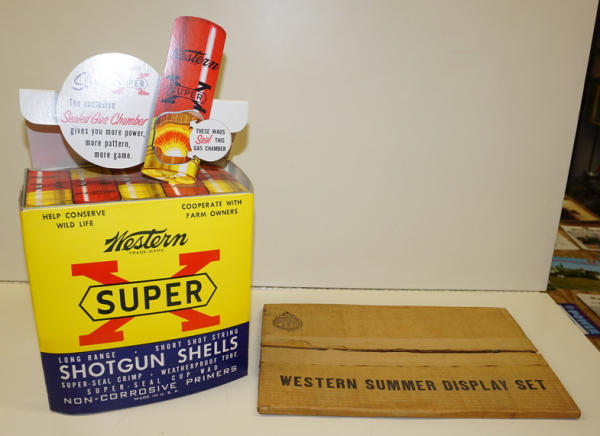 Super X
The exclusive
Sealed Gas Chamber
gives you more power,
more pattern,
more game.
Western
SUPER
X
THESE WADS
Seal THIS
GAS CHAMBER
HELP CONSERVE
WILD LIFE
COOPERATE WITH
FARM OWNERS
Western
TRADE-MARK
X
SUPER
LONG RANGE · SHORT SHOT STRING
SHOTGUN SHELLS
SUPER-SEAL CRIMP · WEATHERPROOF TUBE
SUPER-SEAL CUP WAD
NON-CORROSIVE PRIMERS
MADE IN U.S.A.
WESTERN SUMMER DISPLAY SET